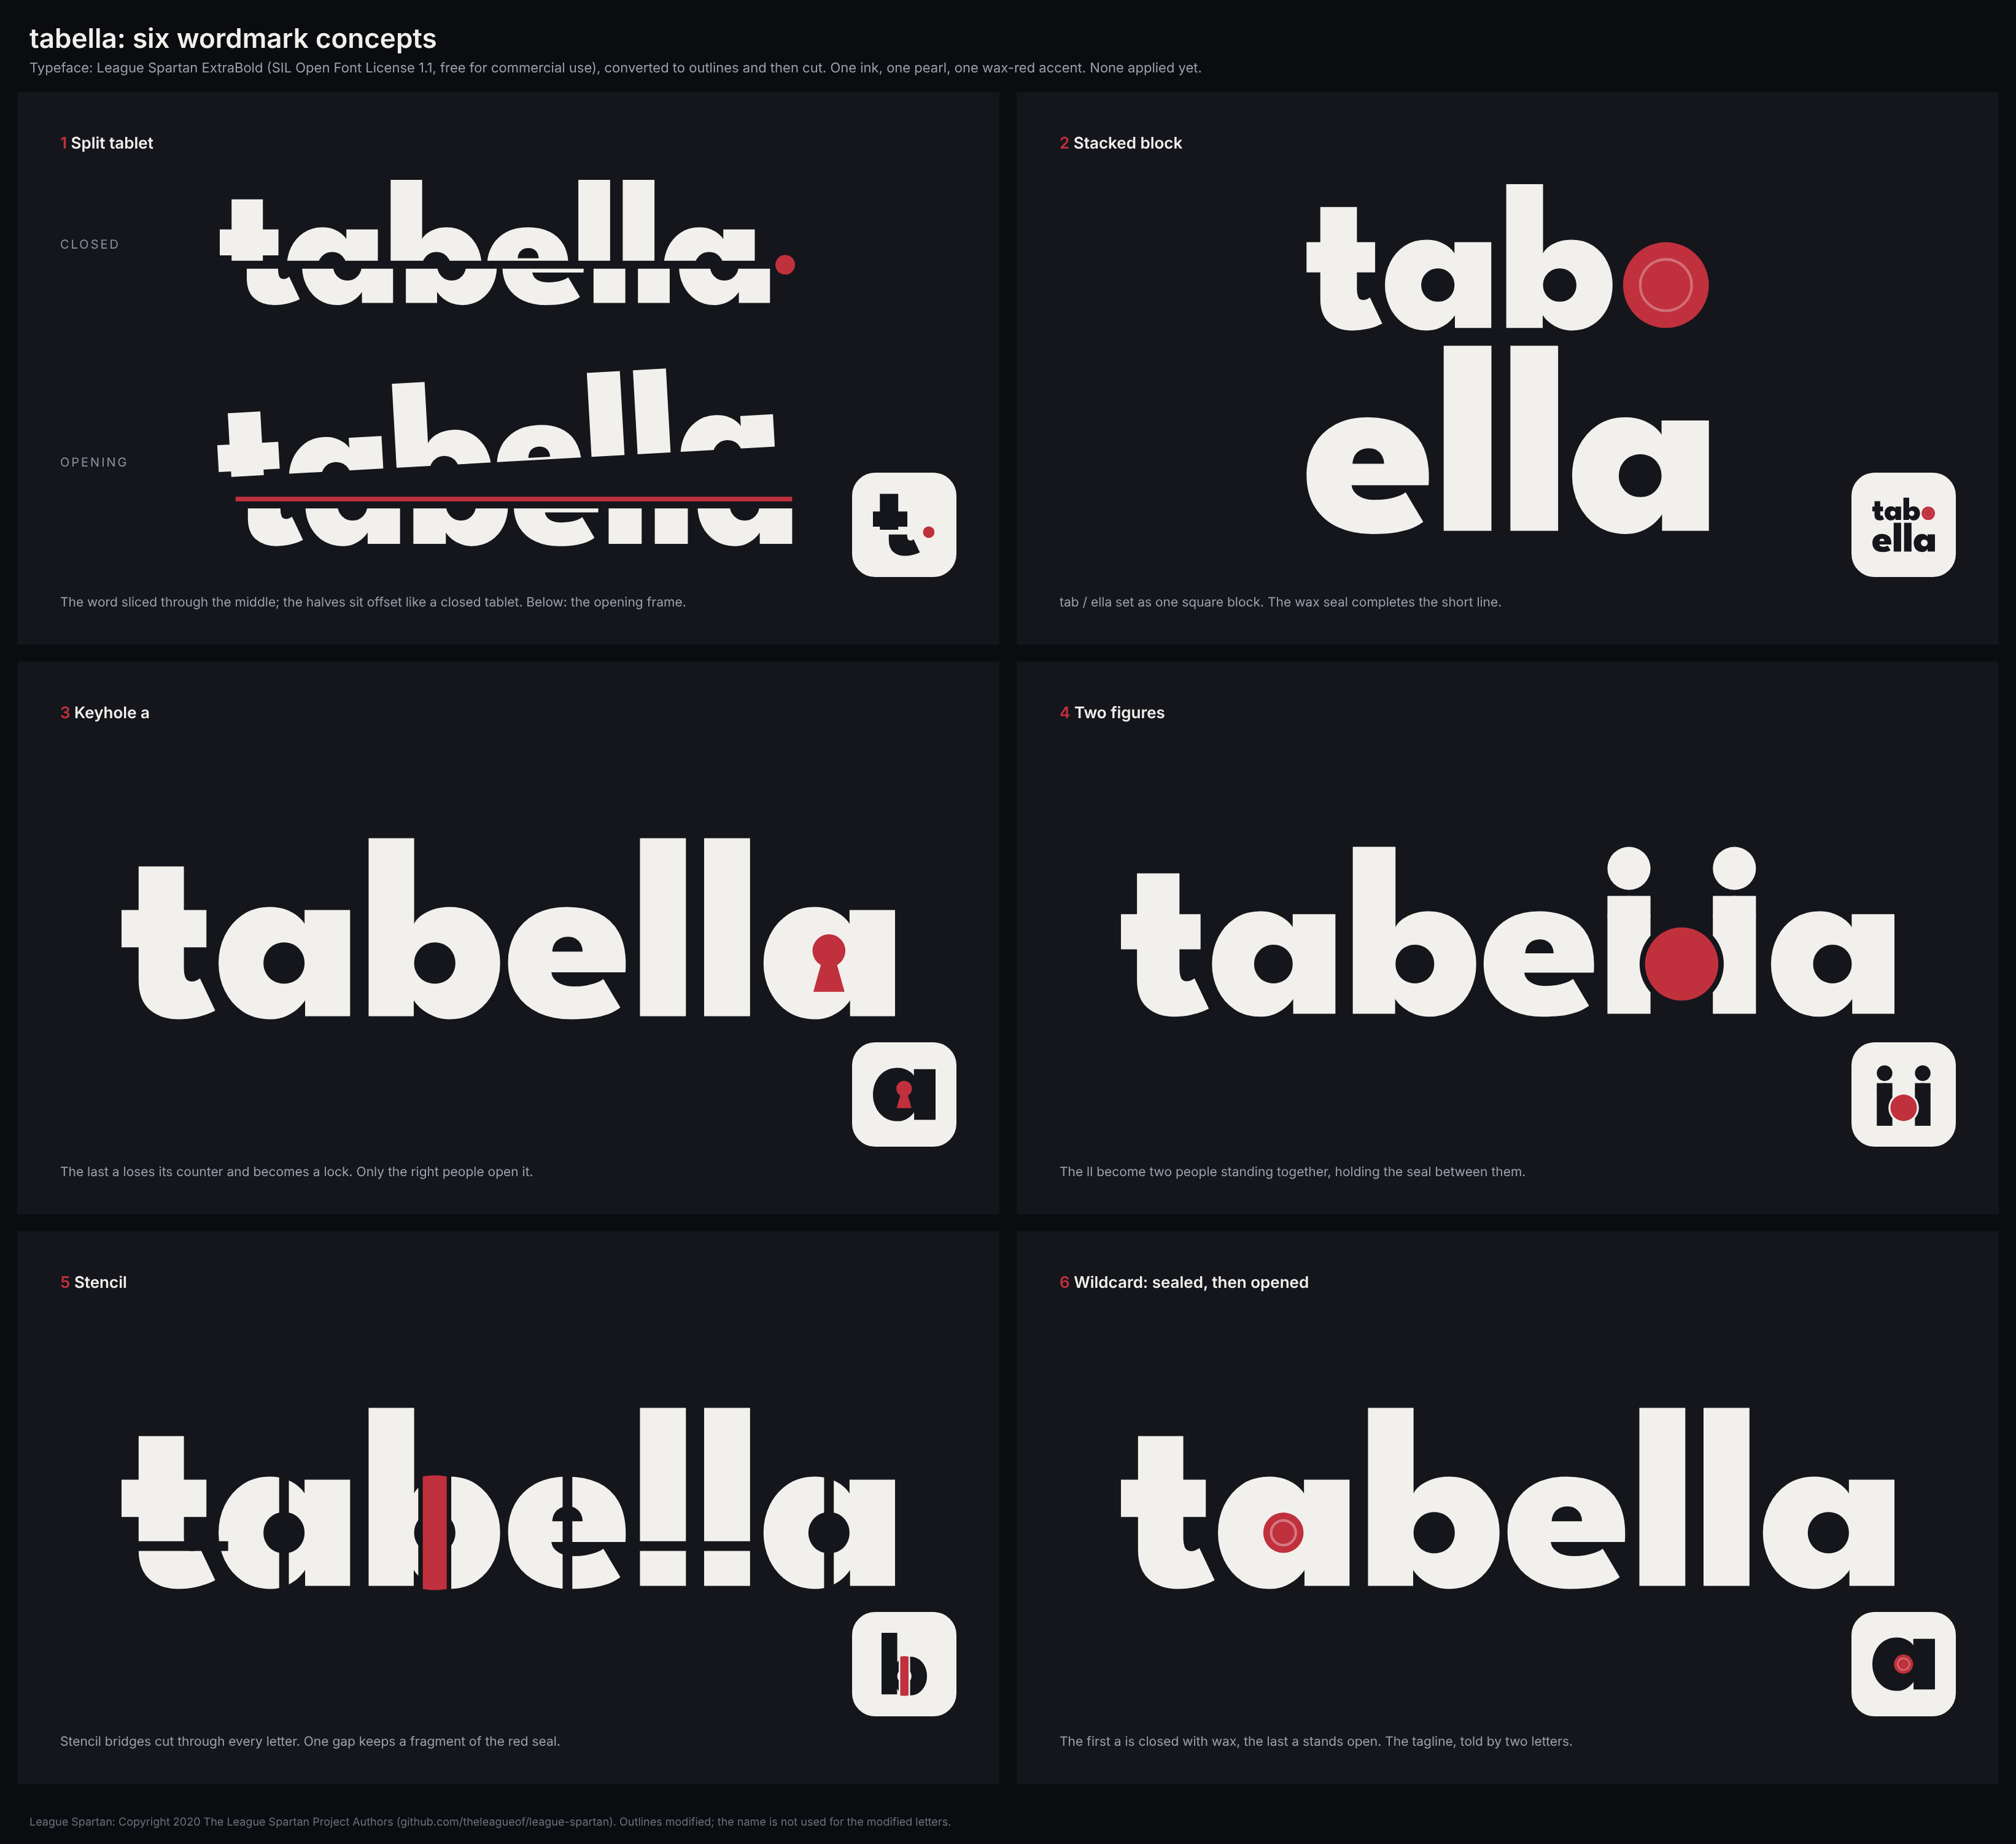 tabella: six wordmark concepts
Typeface: League Spartan ExtraBold (SIL Open Font License 1.1, free for commercial use), converted to outlines and then cut. One ink, one pearl, one wax-red accent. None applied yet.
1 Split tablet
CLOSED
tabella.
OPENING
tabella
t.
The word sliced through the middle; the halves sit offset like a closed tablet. Below: the opening frame.
2 Stacked block
tab
ella
tab
ella
tab / ella set as one square block. The wax seal completes the short line.
3 Keyhole a
tabella
a
The last a loses its counter and becomes a lock. Only the right people open it.
4 Two figures
tabeiia
ii
The ll become two people standing together, holding the seal between them.
5 Stencil
tabella
b
Stencil bridges cut through every letter. One gap keeps a fragment of the red seal.
6 Wildcard: sealed, then opened
tabella
a
The first a is closed with wax, the last a stands open. The tagline, told by two letters.
League Spartan: Copyright 2020 The League Spartan Project Authors (github.com/theleagueof/league-spartan). Outlines modified; the name is not used for the modified letters.